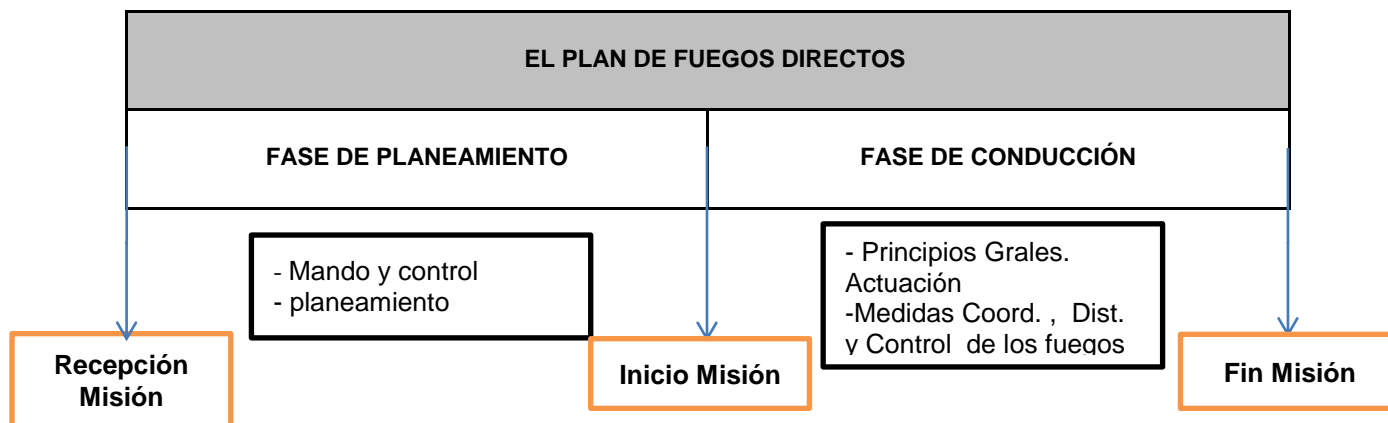 EL PLAN DE FUEGOS DIRECTOS
FASE DE PLANEAMIENTO
FASE DE CONDUCCIÓN
- Mando y control
- planeamiento
- Principios Grales.
Actuación
-Medidas Coord. , Dist.
y Control de los fuegos
Recepción
Misión
Inicio Misión
Fin Misión